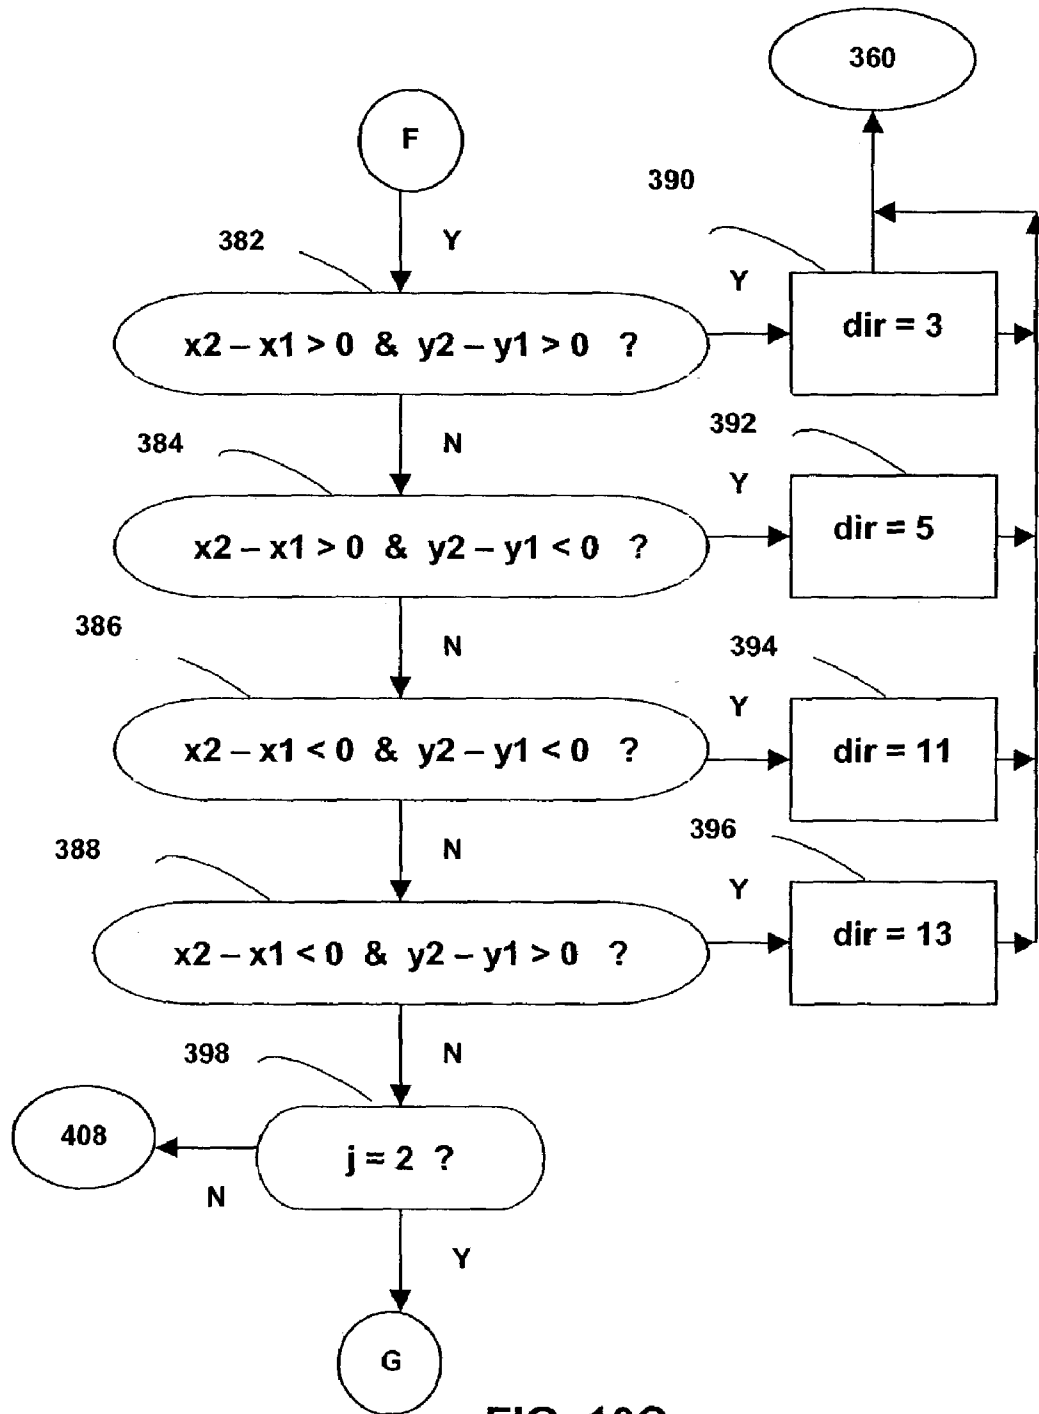 360
F
390
382
Y
Y
x2 – x1 > 0 & y2 – y1 > 0 ?
dir = 3
392
384
N
Y
x2 – x1 > 0 & y2 – y1 < 0 ?
dir = 5
386
N
394
Y
x2 – x1 < 0 & y2 – y1 < 0 ?
dir = 11
396
388
N
Y
x2 – x1 < 0 & y2 – y1 > 0 ?
dir = 13
398
N
408
j = 2 ?
N
Y
G